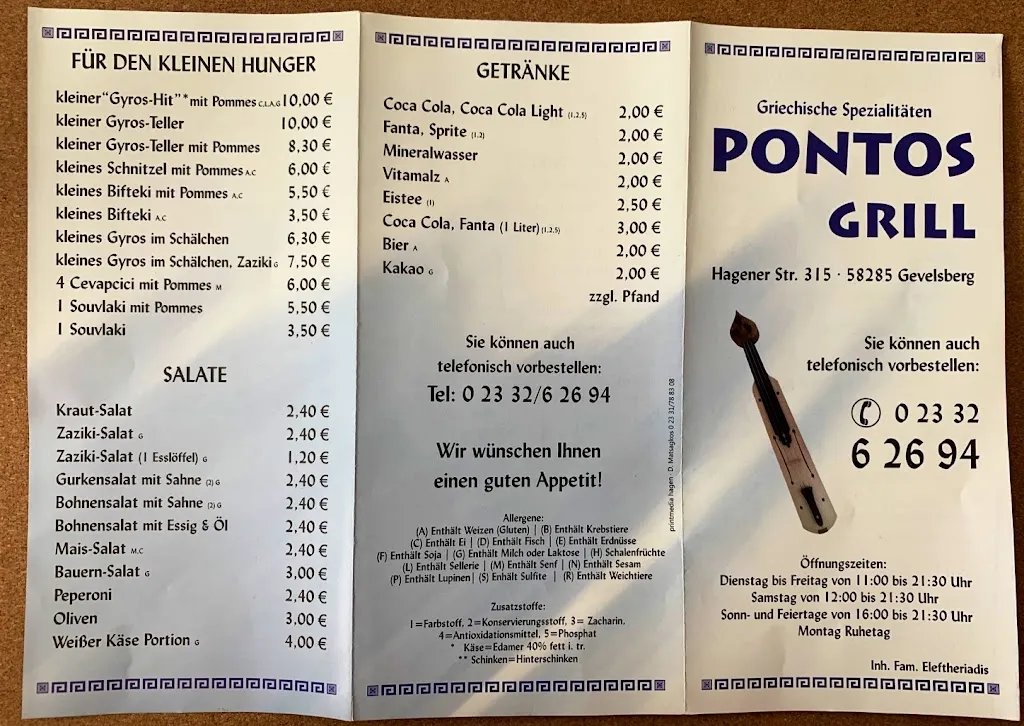 FÜR DEN KLEINEN HUNGER
kleiner "Gyros-Hit"* mit Pommes C,L,A,G 10,00 €
kleiner Gyros-Teller 10,00 €
kleiner Gyros-Teller mit Pommes 8,30 €
kleines Schnitzel mit Pommes A.C 6,00 €
kleines Bifteki mit Pommes A.C 5,50 €
kleines Bifteki A.C 3,50 €
kleines Gyros im Schälchen 6,30 €
kleines Gyros im Schälchen, Zaziki G 7,50 €
4 Cevapcici mit Pommes M 6,00 €
1 Souvlaki mit Pommes 5,50 €
1 Souvlaki 3,50 €
SALATE
Kraut-Salat 2,40 €
Zaziki-Salat G 2,40 €
Zaziki-Salat (1 Esslöffel) G 1,20 €
Gurkensalat mit Sahne (2) G 2,40 €
Bohnensalat mit Sahne (2) G 2,40 €
Bohnensalat mit Essig & Öl 2,40 €
Mais-Salat M.C 2,40 €
Bauern-Salat G 3,00 €
Peperoni 2,40 €
Oliven 3,00 €
Weißer Käse Portion G 4,00 €
GETRÄNKE
Coca Cola, Coca Cola Light (1.2.5) 2,00 €
Fanta, Sprite (1.2) 2,00 €
Mineralwasser 2,00 €
Vitamalz A 2,00 €
Eistee (1) 2,50 €
Coca Cola, Fanta (1 Liter) (1.2.5) 3,00 €
Bier A 2,00 €
Kakao G 2,00 €
zzgl. Pfand
Sie können auch
telefonisch vorbestellen:
Tel: 0 23 32/6 26 94
Wir wünschen Ihnen
einen guten Appetit!
Allergene:
(A) Enthält Weizen (Gluten) | (B) Enthält Krebstiere
(C) Enthält Ei | (D) Enthält Fisch | (E) Enthält Erdnüsse
(F) Enthält Soja | (G) Enthält Milch oder Laktose | (H) Schalenfrüchte
(L) Enthält Sellerie | (M) Enthält Senf | (N) Enthält Sesam
(P) Enthält Lupinen| (S) Enhält Sulfite | (R) Enthält Weichtiere
Zusatzstoffe:
1=Farbstoff, 2=Konservierungsstoff, 3= Zacharin,
4=Antioxidationsmittel, 5=Phosphat
* Käse=Edamer 40% fett i. tr.
** Schinken=Hinterschinken
printmedia hagen · D. Matsagkos 0 23 31/78 83 08
Griechische Spezialitäten
PONTOS
GRILL
Hagener Str. 315 · 58285 Gevelsberg
Sie können auch
telefonisch vorbestellen:
0 23 32
6 26 94
Öffnungszeiten:
Dienstag bis Freitag von 11:00 bis 21:30 Uhr
Samstag von 12:00 bis 21:30 Uhr
Sonn- und Feiertage von 16:00 bis 21:30 Uhr
Montag Ruhetag
Inh. Fam. Eleftheriadis